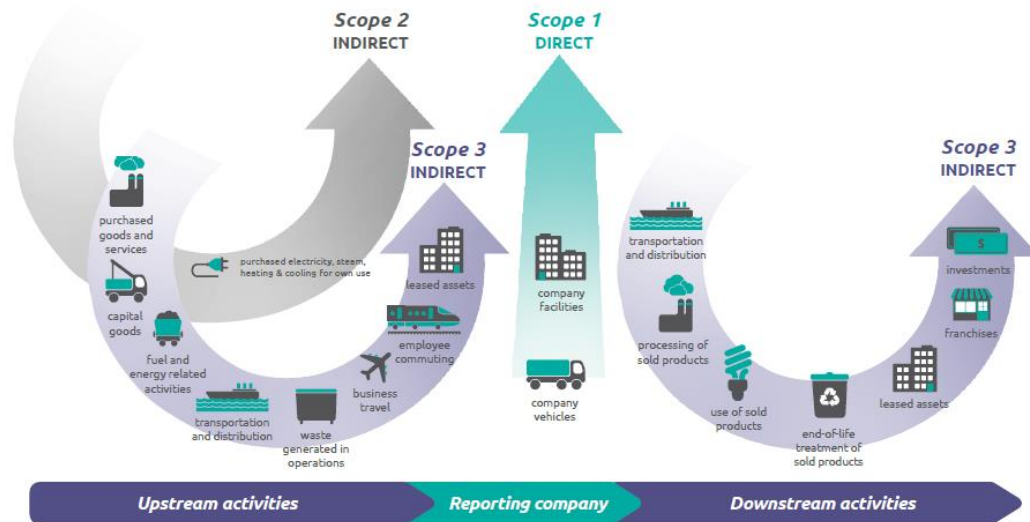 Scope 2
INDIRECT
Scope 1
DIRECT
Scope 3
INDIRECT
Scope 3
INDIRECT
purchased
goods and
services
purchased electricity, steam,
heating & cooling for own use
capital
goods
fuel and
energy related
activities
transportation
and distribution
waste
generated in
operations
business
travel
employee
commuting
leased assets
company
facilities
company
vehicles
transportation
and distribution
processing of
sold products
use of sold
products
end-of-life
treatment of
sold products
leased assets
franchises
$
investments
Upstream activities
Reporting company
Downstream activities